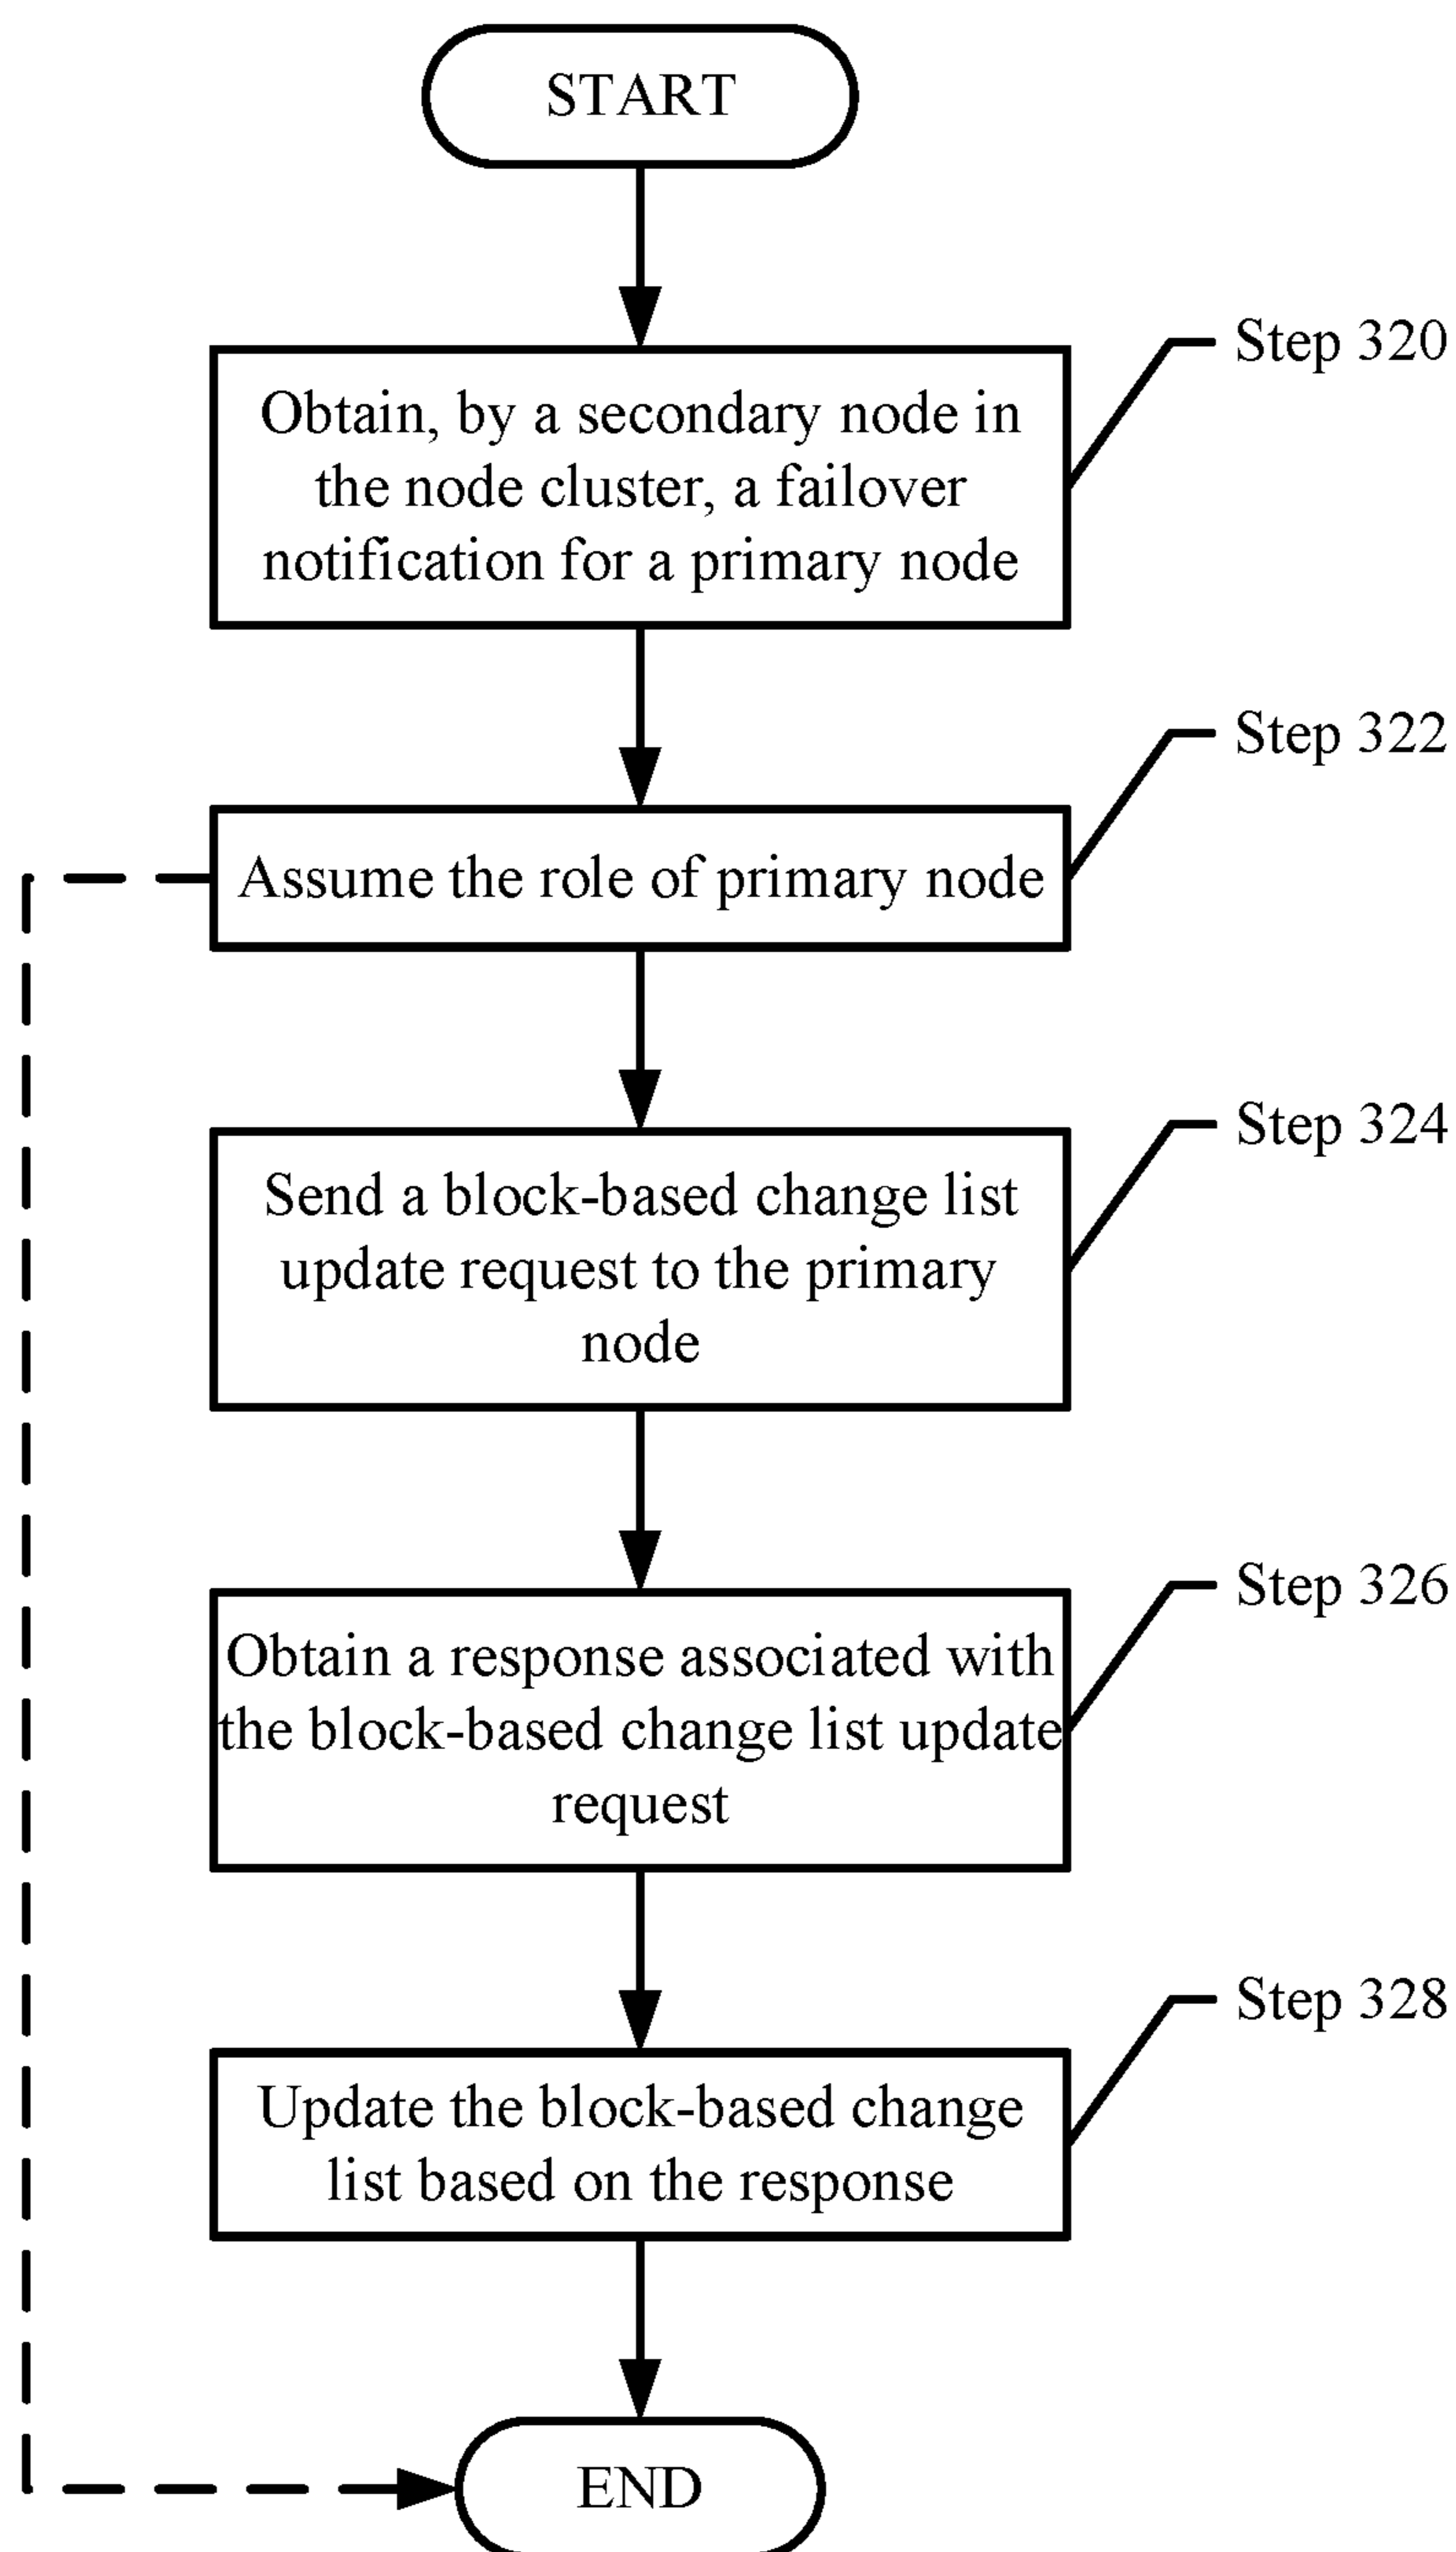 START
Step 320
Obtain, by a secondary node in
the node cluster, a failover
notification for a primary node
Step 322
Assume the role of primary node
Step 324
Send a block-based change list
update request to the primary
node
Step 326
Obtain a response associated with
the block-based change list update
request
Step 328
Update the block-based change
list based on the response
END